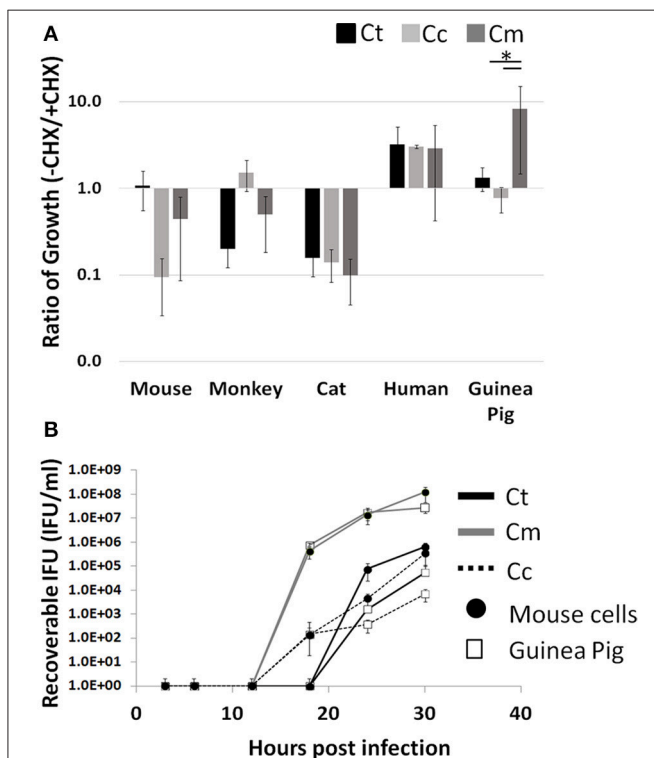 A
Ct Cc Cm
*
Ratio of Growth (-CHX/+CHX)
10.0
1.0
0.1
0.0
Mouse Monkey Cat Human Guinea Pig
B
Recoverable IFU (IFU/ml)
1.0E+09
1.0E+08
1.0E+07
1.0E+06
1.0E+05
1.0E+04
1.0E+03
1.0E+02
1.0E+01
1.0E+00
0 10 20 30 40
Hours post infection
Ct
Cm
Cc
Mouse cells
Guinea Pig